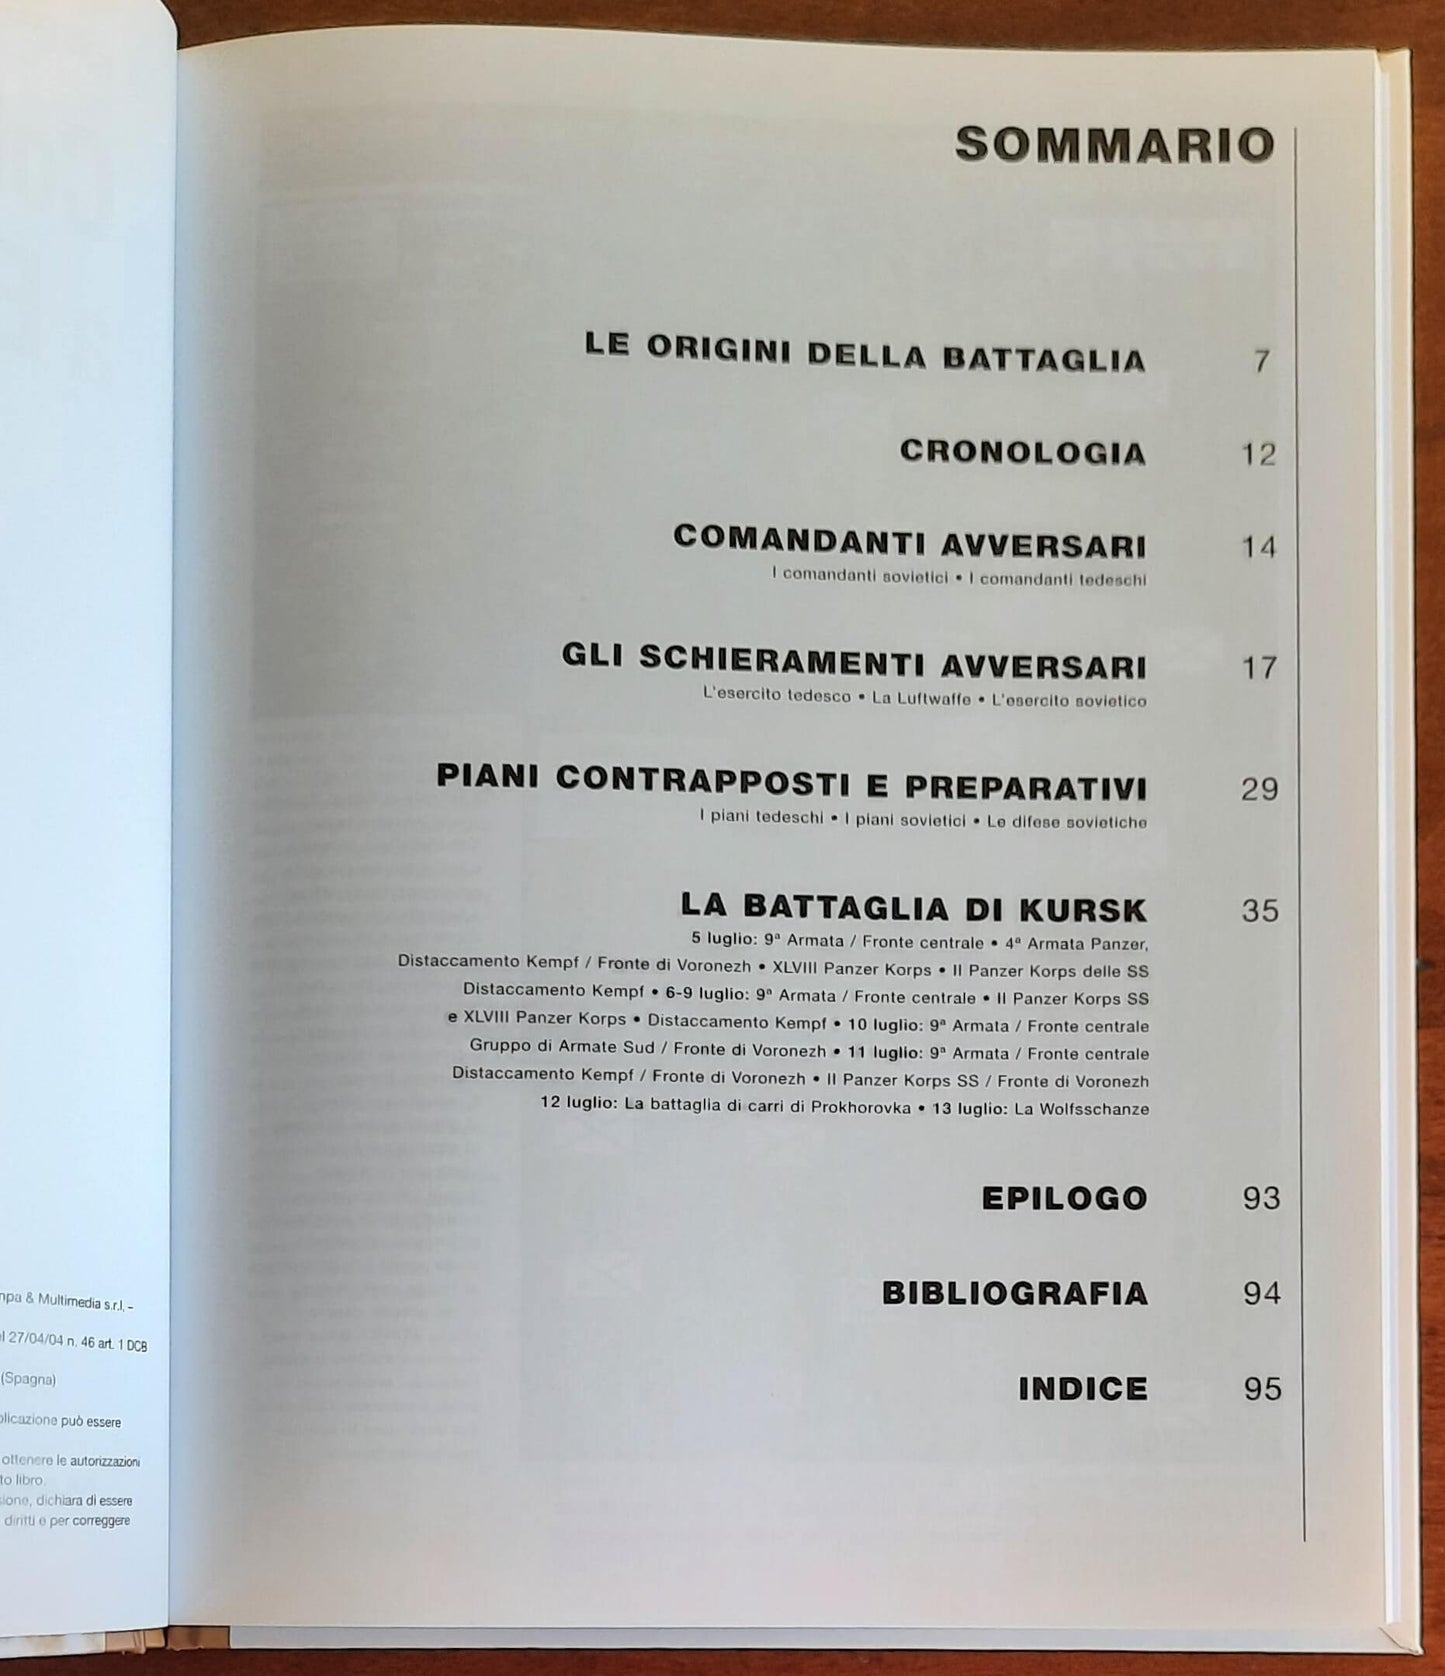 npa & Multimedia s.r.l. –
27/04/04 n. 46 art. 1 DCB
(Spagna)
può essere
ottenere le autorizzazioni
libro.
dichiara di essere
diritti e per correggere
SOMMARIO
LE ORIGINI DELLA BATTAGLIA 7
CRONOLOGIA 12
COMANDANTI AVVERSARI 14
I comandanti sovietici • I comandanti tedeschi
GLI SCHIERAMENTI AVVERSARI 17
L'esercito tedesco • La Luftwaffe • L'esercito sovietico
PIANI CONTRAPPOSTI E PREPARATIVI 29
I piani tedeschi • I piani sovietici • Le difese sovietiche
LA BATTAGLIA DI KURSK 35
5 luglio: 9ª Armata / Fronte centrale • 4ª Armata Panzer,
Distaccamento Kempf / Fronte di Voronezh • XLVIII Panzer Korps • II Panzer Korps delle SS
Distaccamento Kempf • 6-9 luglio: 9ª Armata / Fronte centrale • II Panzer Korps SS
e XLVIII Panzer Korps • Distaccamento Kempf • 10 luglio: 9ª Armata / Fronte centrale
Gruppo di Armate Sud / Fronte di Voronezh • 11 luglio: 9ª Armata / Fronte centrale
Distaccamento Kempf / Fronte di Voronezh • II Panzer Korps SS / Fronte di Voronezh
12 luglio: La battaglia di carri di Prokhorovka • 13 luglio: La Wolfsschanze
EPILOGO 93
BIBLIOGRAFIA 94
INDICE 95